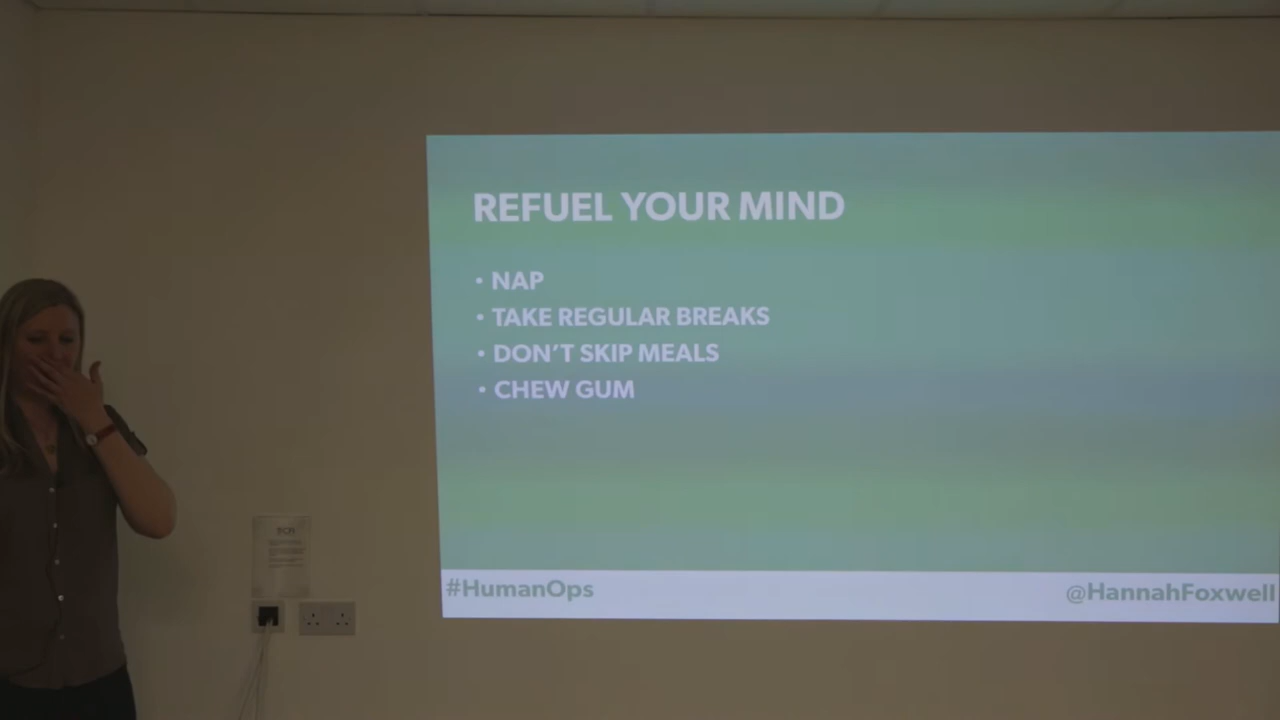 REFUEL YOUR MIND
• NAP
• TAKE REGULAR BREAKS
• DON'T SKIP MEALS
• CHEW GUM
#HumanOps
@HannahFoxwell